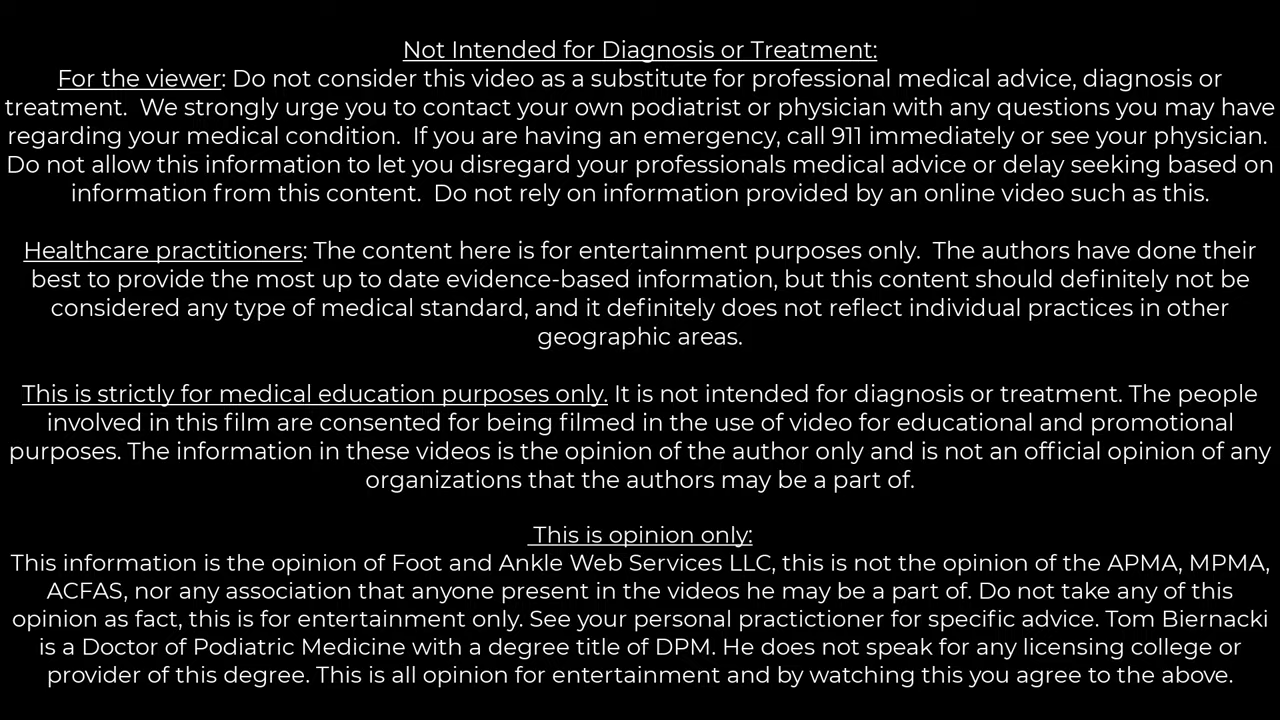 Not Intended for Diagnosis or Treatment:
For the viewer: Do not consider this video as a substitute for professional medical advice, diagnosis or
treatment.  We strongly urge you to contact your own podiatrist or physician with any questions you may have
regarding your medical condition.  If you are having an emergency, call 911 immediately or see your physician.
Do not allow this information to let you disregard your professionals medical advice or delay seeking based on
information from this content.  Do not rely on information provided by an online video such as this.
Healthcare practitioners: The content here is for entertainment purposes only.  The authors have done their
best to provide the most up to date evidence-based information, but this content should definitely not be
considered any type of medical standard, and it definitely does not reflect individual practices in other
geographic areas.
This is strictly for medical education purposes only. It is not intended for diagnosis or treatment. The people
involved in this film are consented for being filmed in the use of video for educational and promotional
purposes. The information in these videos is the opinion of the author only and is not an official opinion of any
organizations that the authors may be a part of.
This is opinion only:
This information is the opinion of Foot and Ankle Web Services LLC, this is not the opinion of the APMA, MPMA,
ACFAS, nor any association that anyone present in the videos he may be a part of. Do not take any of this
opinion as fact, this is for entertainment only. See your personal practictioner for specific advice. Tom Biernacki
is a Doctor of Podiatric Medicine with a degree title of DPM. He does not speak for any licensing college or
provider of this degree. This is all opinion for entertainment and by watching this you agree to the above.